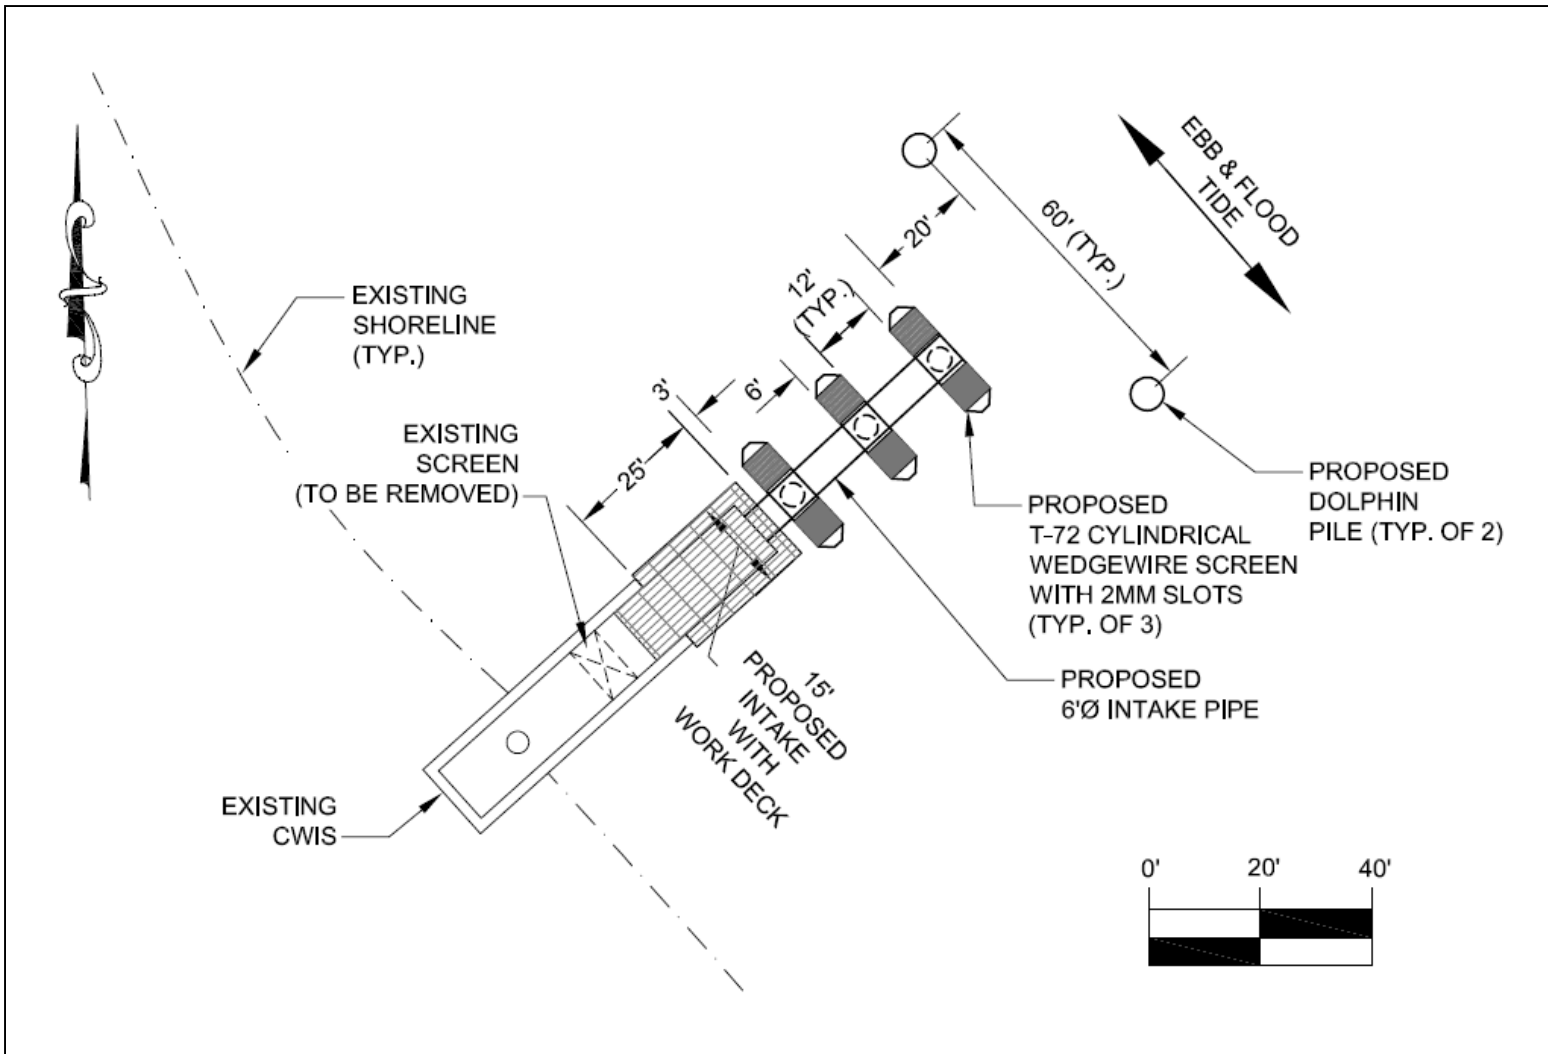 EBB & FLOOD
TIDE
60' (TYP.)
20'
12'
(TYP.)
EXISTING
SHORELINE
(TYP.)
3'
6'
25'
EXISTING
SCREEN
(TO BE REMOVED)
PROPOSED
DOLPHIN
PILE (TYP. OF 2)
PROPOSED
T-72 CYLINDRICAL
WEDGEWIRE SCREEN
WITH 2MM SLOTS
(TYP. OF 3)
PROPOSED
6'Ø INTAKE PIPE
15'
PROPOSED
INTAKE
WITH
WORK DECK
EXISTING
CWIS
0' 20' 40'